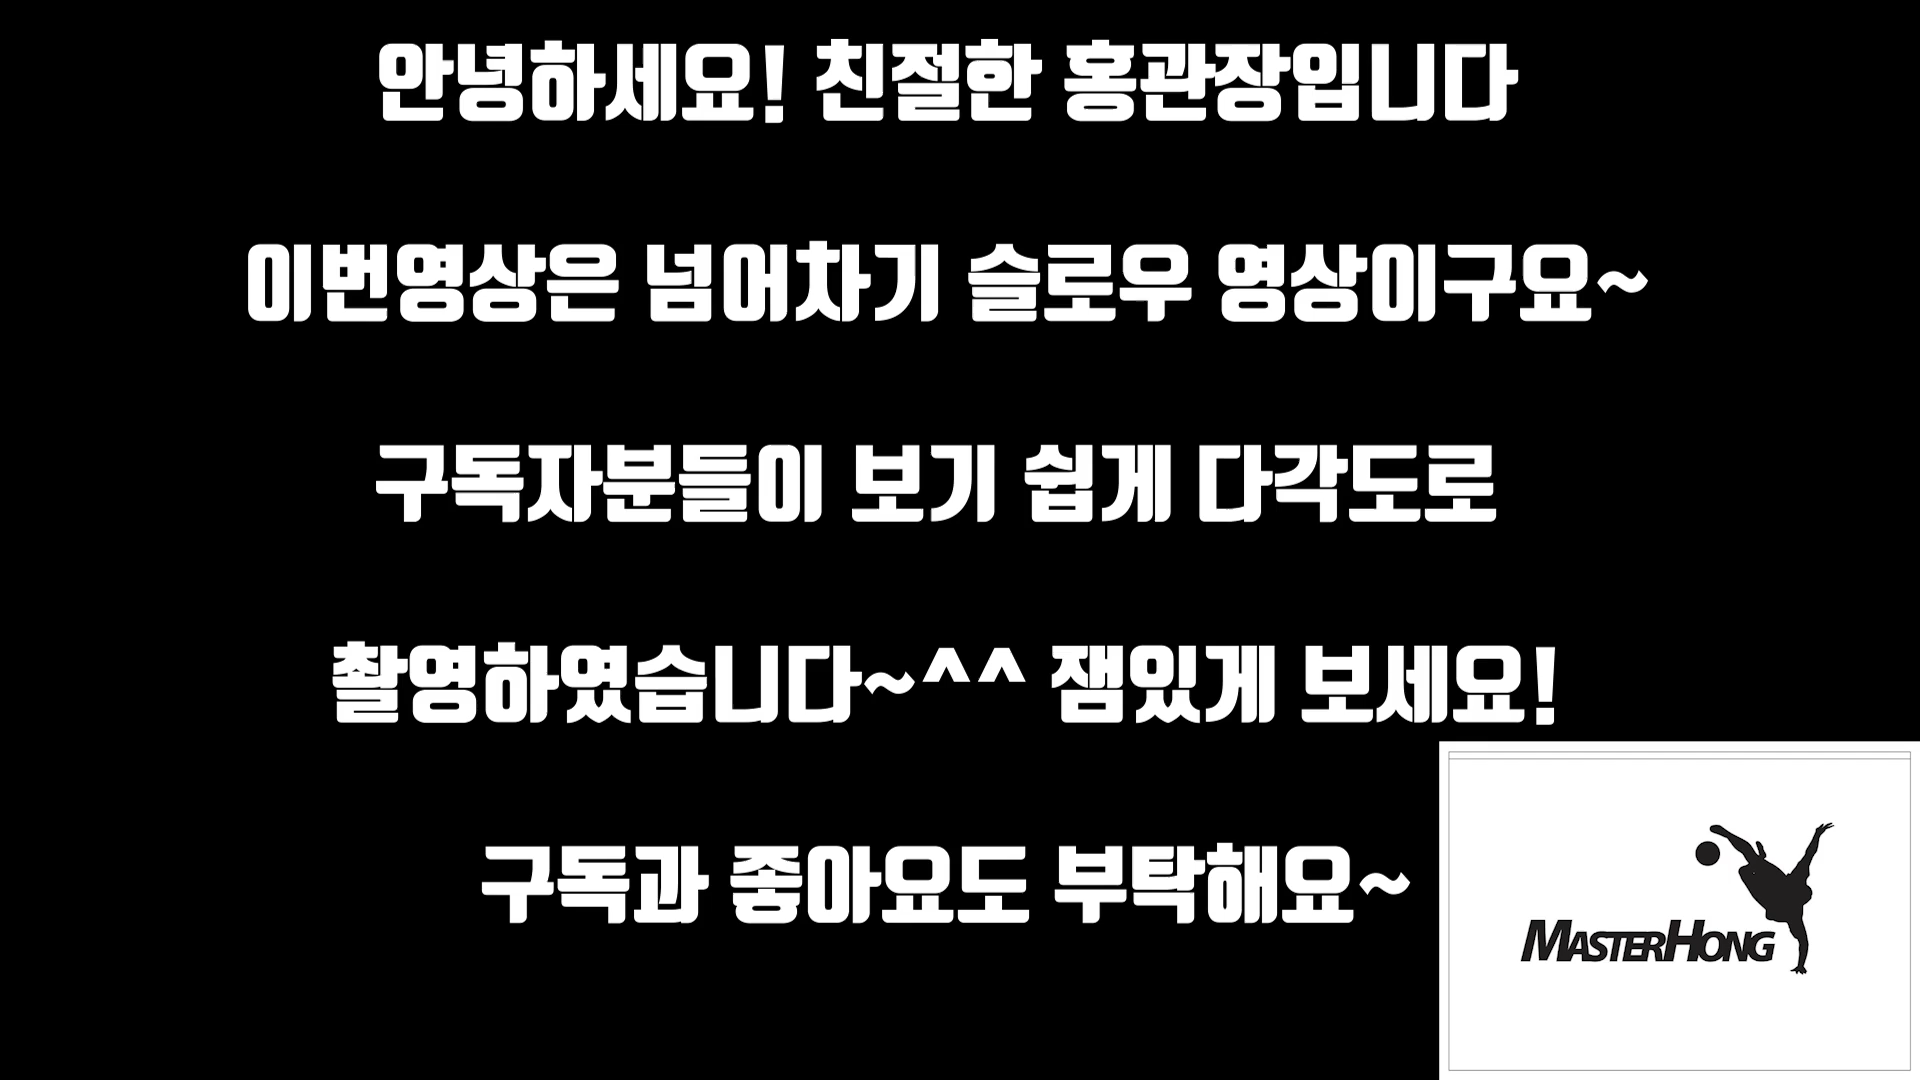 안녕하세요! 친절한 홍관장입니다
이번영상은 넘어차기 슬로우 영상이구요~
구독자분들이 보기 쉽게 다각도로
촬영하였습니다~^^ 잼있게 보세요!
구독과 좋아요도 부탁해요~
MASTERHONG